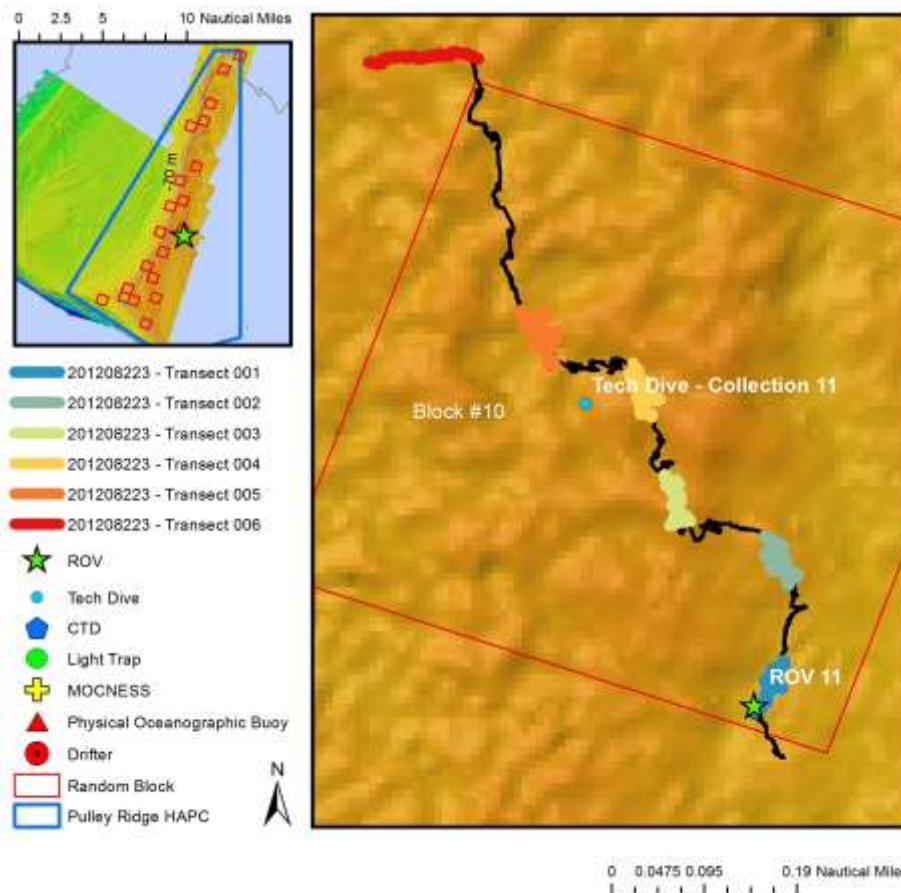 0 2.5 5 10 Nautical Miles
-70 m
201208223 - Transect 001
201208223 - Transect 002
201208223 - Transect 003
201208223 - Transect 004
201208223 - Transect 005
201208223 - Transect 006
ROV
Tech Dive
CTD
Light Trap
MOCNESS
Physical Oceanographic Buoy
Drifter
Random Block
Pulley Ridge HAPC
N
Tech Dive - Collection 11
Block #10
ROV 11
0 0.0475 0.095 0.19 Nautical Mile